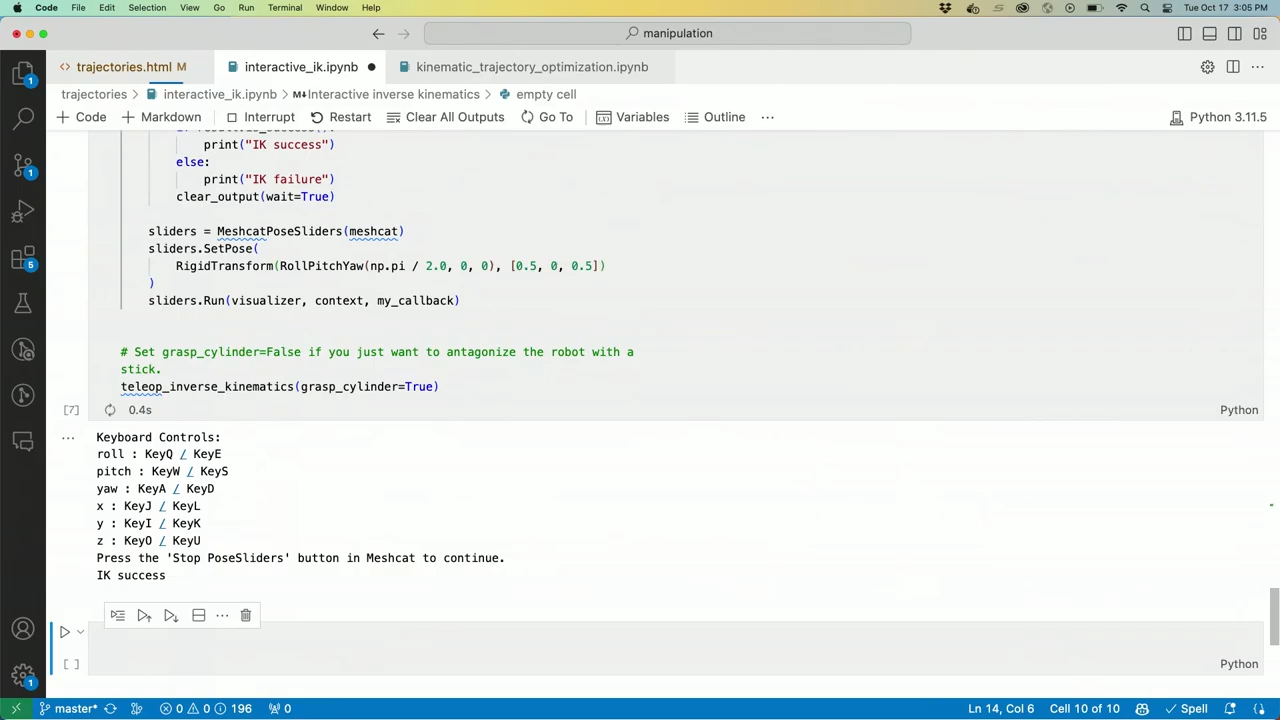 Code File Edit Selection View Go Run Terminal Window Help Tue Oct 17 3:05 PM
manipulation
trajectories.html M interactive_ik.ipynb kinematic_trajectory_optimization.ipynb
trajectories > interactive_ik.ipynb > M↓Interactive inverse kinematics > empty cell
Code Markdown Interrupt Restart Clear All Outputs Go To Variables Outline ... Python 3.11.5
print("IK success")
else:
print("IK failure")
clear_output(wait=True)
sliders = MeshcatPoseSliders(meshcat)
sliders.SetPose(
RigidTransform(RollPitchYaw(np.pi / 2.0, 0, 0), [0.5, 0, 0.5])
)
sliders.Run(visualizer, context, my_callback)
# Set grasp_cylinder=False if you just want to antagonize the robot with a
stick.
teleop_inverse_kinematics(grasp_cylinder=True)
[7] 0.4s Python
Keyboard Controls:
roll : KeyQ / KeyE
pitch : KeyW / KeyS
yaw : KeyA / KeyD
x : KeyJ / KeyL
y : KeyI / KeyK
z : KeyO / KeyU
Press the 'Stop PoseSliders' button in Meshcat to continue.
IK success
[ ] Python
1
1
5
1
master* 0 0 196 0 Ln 14, Col 6 Cell 10 of 10 Spell